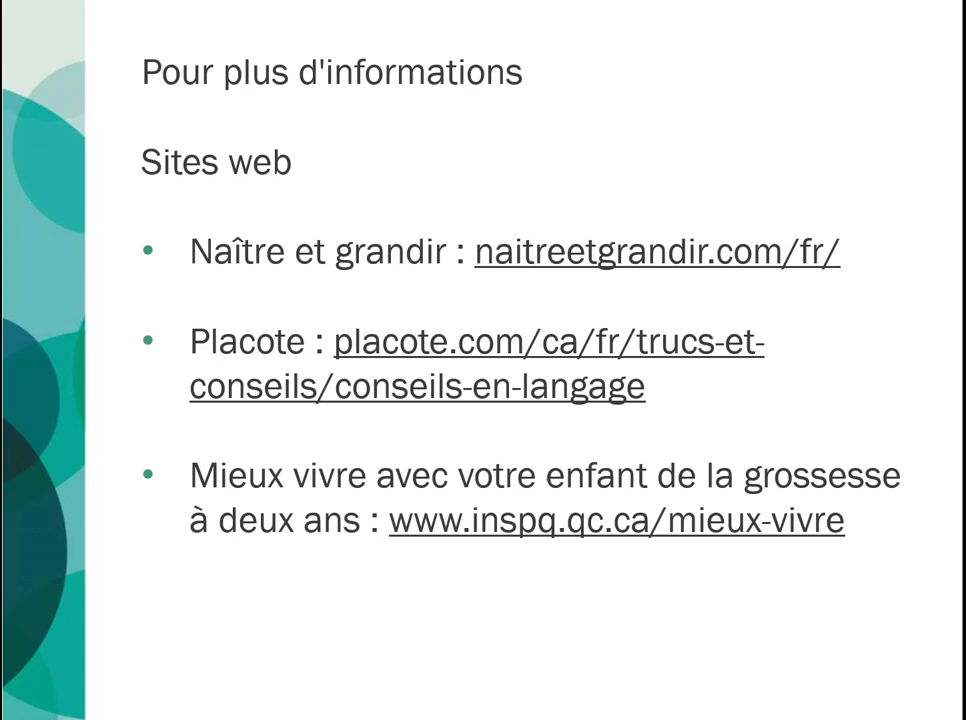 Pour plus d'informations
Sites web
• Naître et grandir : naitreetgrandir.com/fr/
• Placote : placote.com/ca/fr/trucs-et-
conseils/conseils-en-langage
• Mieux vivre avec votre enfant de la grossesse
à deux ans : www.inspq.qc.ca/mieux-vivre